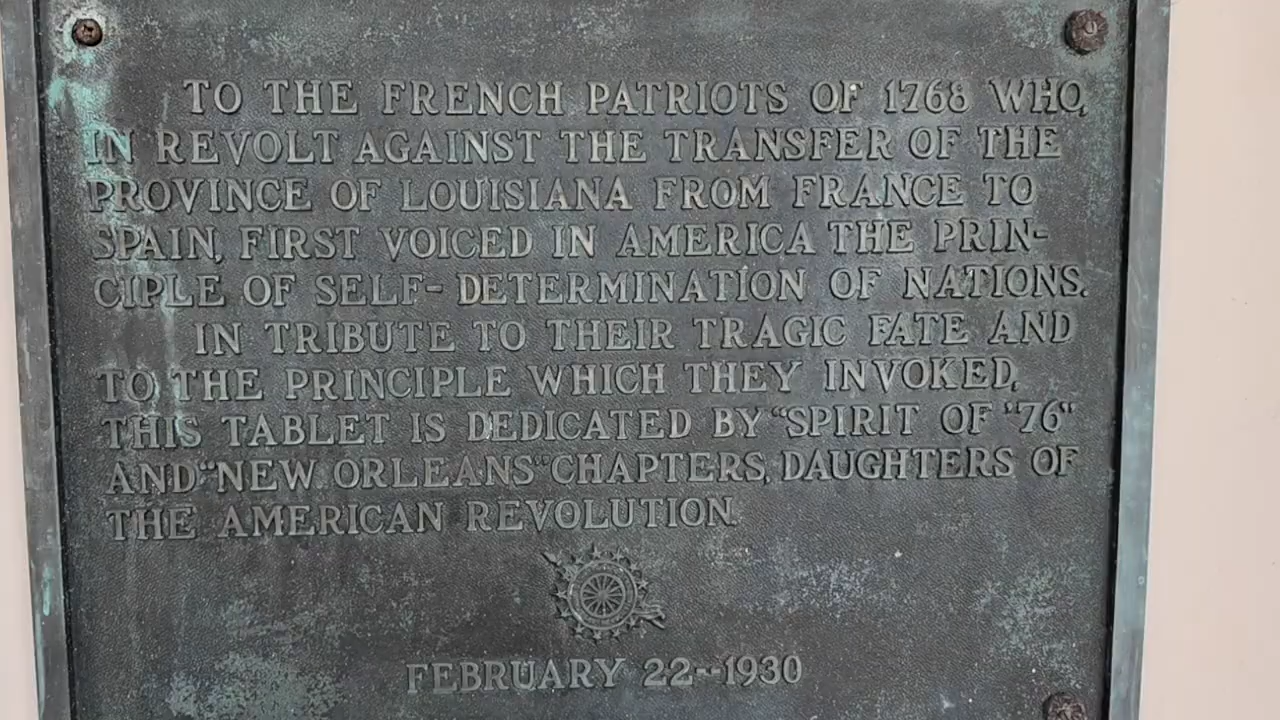 TO THE FRENCH PATRIOTS OF 1768 WHO,
IN REVOLT AGAINST THE TRANSFER OF THE
PROVINCE OF LOUISIANA FROM FRANCE TO
SPAIN, FIRST VOICED IN AMERICA THE PRIN-
CIPLE OF SELF-DETERMINATION OF NATIONS.
IN TRIBUTE TO THEIR TRAGIC FATE AND
TO THE PRINCIPLE WHICH THEY INVOKED,
THIS TABLET IS DEDICATED BY "SPIRIT OF "76"
AND "NEW ORLEANS" CHAPTERS, DAUGHTERS OF
THE AMERICAN REVOLUTION.
FEBRUARY 22--1930